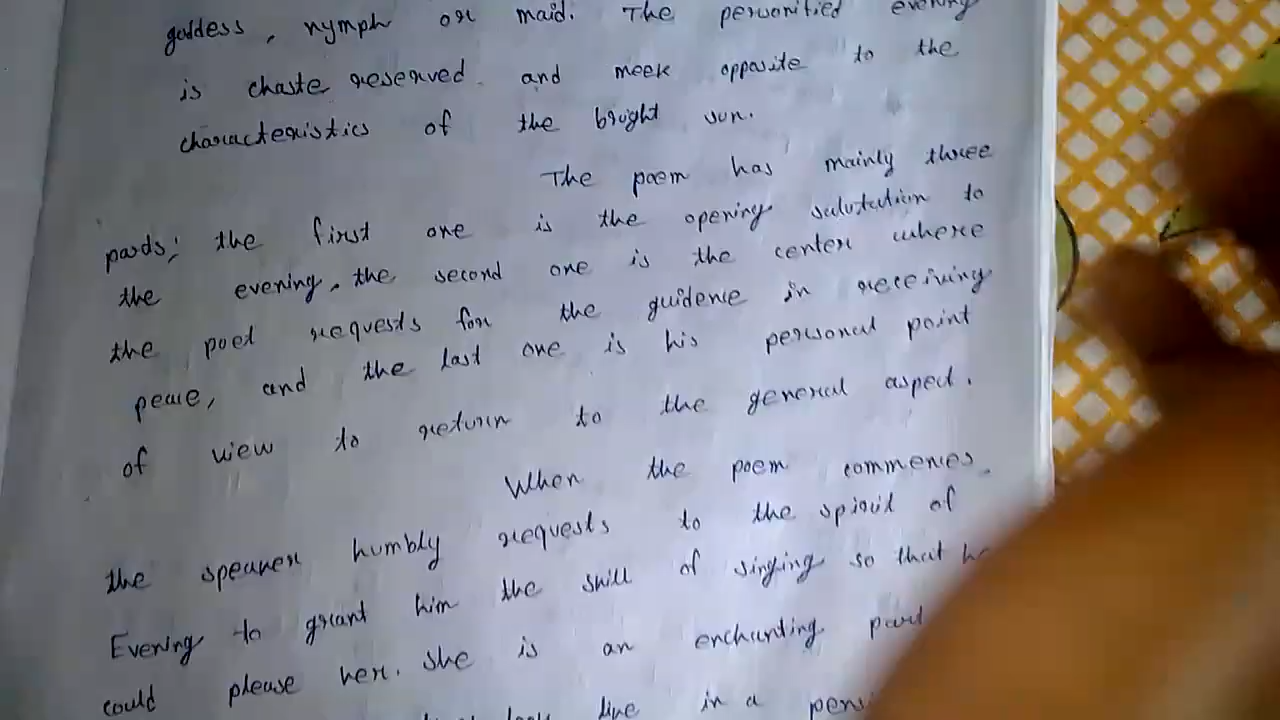 goddess, nymph or maid. The personified evening
is chaste reserved and meek opposite to the
characteristics of the bright sun.
The poem has mainly three
parts; the first one is the opening salutation to
the evening, the second one is the center where
the poet requests for the guidence in receiving
peace, and the last one is his personal point
of view to return to the general aspect.
When the poem commences
the speaker humbly requests to the spirit of
Evening to grant him the skill of singing so that he
could please her. She is an enchanting part
live in a